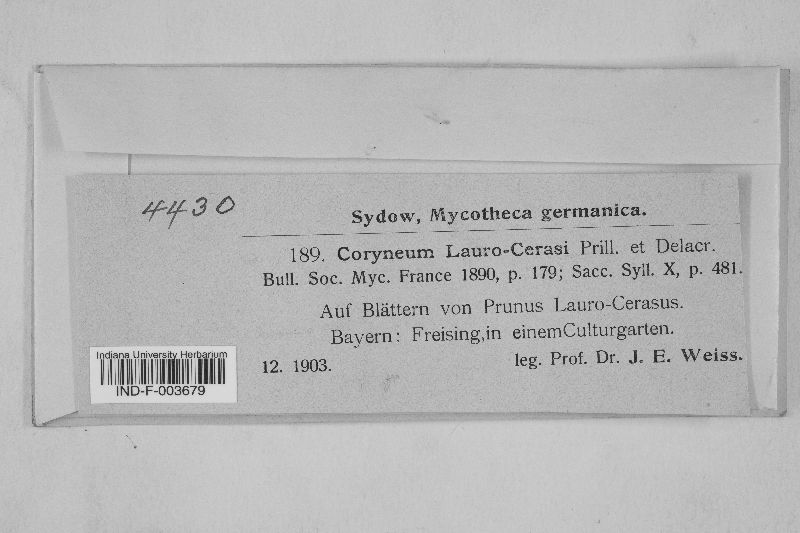 4430
Sydow, Mycotheca germanica.
189. Coryneum Lauro-Cerasi Prill. et Delacr.
Bull. Soc. Myc. France 1890, p. 179; Sacc. Syll. X, p. 481.
Auf Blättern von Prunus Lauro-Cerasus.
Bayern: Freising,in einemCulturgarten.
12. 1903. leg. Prof. Dr. J. E. Weiss.
Indiana University Herbarium
IND-F-003679